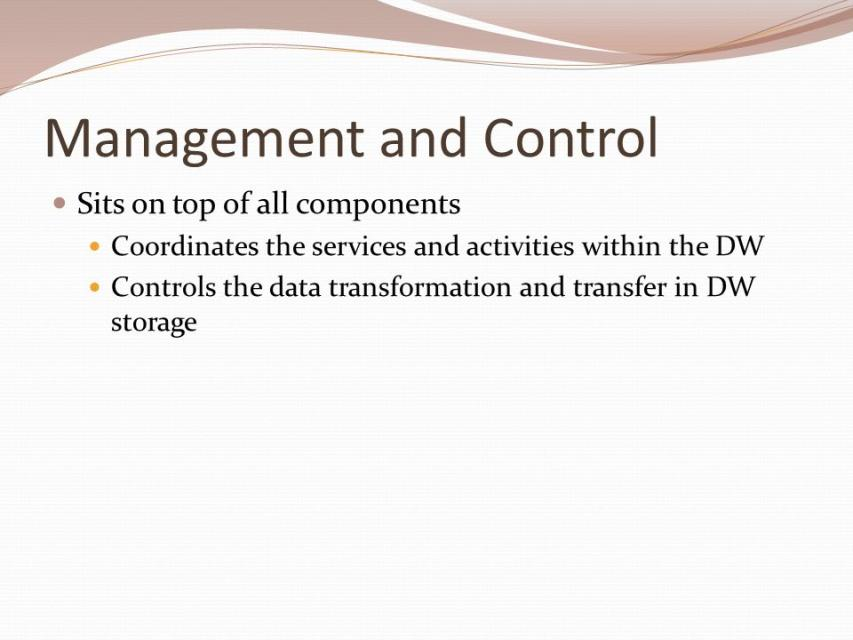 Management and Control
Sits on top of all components
Coordinates the services and activities within the DW
Controls the data transformation and transfer in DW
storage